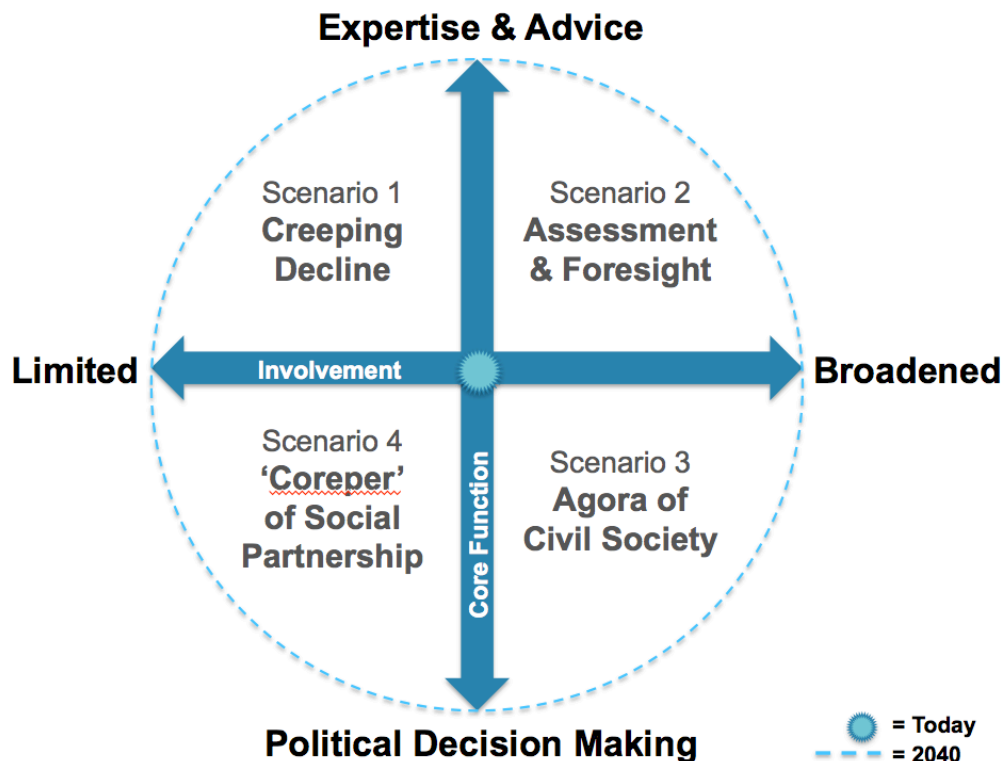 Expertise & Advice
Scenario 1
Creeping
Decline
Scenario 2
Assessment
& Foresight
Limited
Involvement
Broadened
Scenario 4
‘Coreper’
of Social
Partnership
Core Function
Scenario 3
Agora of
Civil Society
Political Decision Making
= Today
= 2040